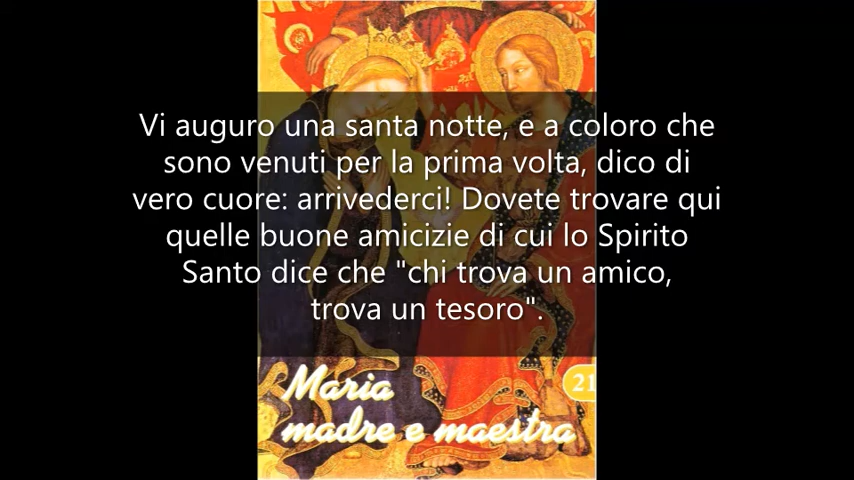 Vi auguro una santa notte, e a coloro che
sono venuti per la prima volta, dico di
vero cuore: arrivederci! Dovete trovare qui
quelle buone amicizie di cui lo Spirito
Santo dice che "chi trova un amico,
trova un tesoro".
21
Maria
madre e maestra